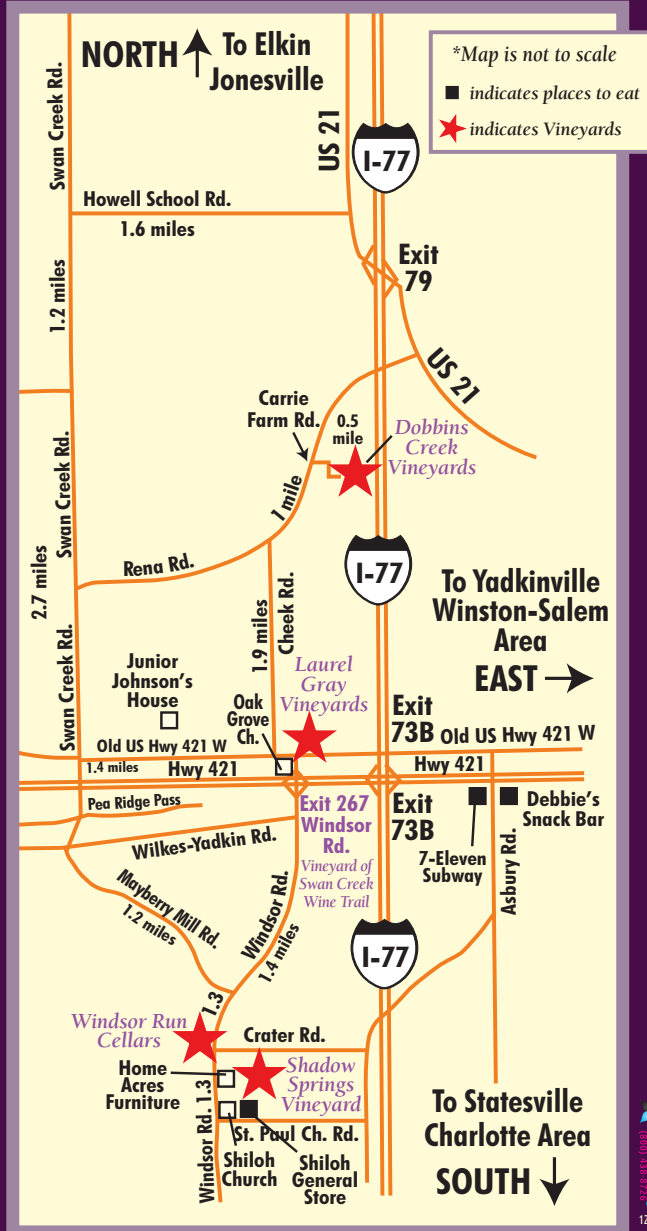 NORTH
To Elkin
Jonesville
*Map is not to scale
indicates places to eat
indicates Vineyards
Swan Creek Rd.
US 21
I-77
Howell School Rd.
1.6 miles
Exit
79
1.2 miles
US 21
Carrie
Farm Rd.
0.5
mile
Dobbins
Creek
Vineyards
Swan Creek Rd.
1 mile
Rena Rd.
I-77
2.7 miles
1.9 miles
Cheek Rd.
To Yadkinville
Winston-Salem
Area
EAST
Swan Creek Rd.
Junior
Johnson's
House
Laurel
Gray
Vineyards
Oak
Grove
Ch.
Exit
73B
Old US Hwy 421 W
Old US Hwy 421 W
1.4 miles
Hwy 421
Hwy 421
Pea Ridge Pass
Exit 267
Windsor
Rd.
Vineyard of
Swan Creek
Wine Trail
Exit
73B
Debbie's
Snack Bar
7-Eleven
Subway
Asbury Rd.
Wilkes-Yadkin Rd.
Mayberry Mill Rd.
1.2 miles
Windsor Rd.
1.4 miles
I-77
1.3
Windsor Run
Cellars
Crater Rd.
Home
Acres
Furniture
Shadow
Springs
Vineyard
Windsor Rd. 1.3
St. Paul Ch. Rd.
Shiloh
Church
Shiloh
General
Store
To Statesville
Charlotte Area
SOUTH
(800) 438-8726